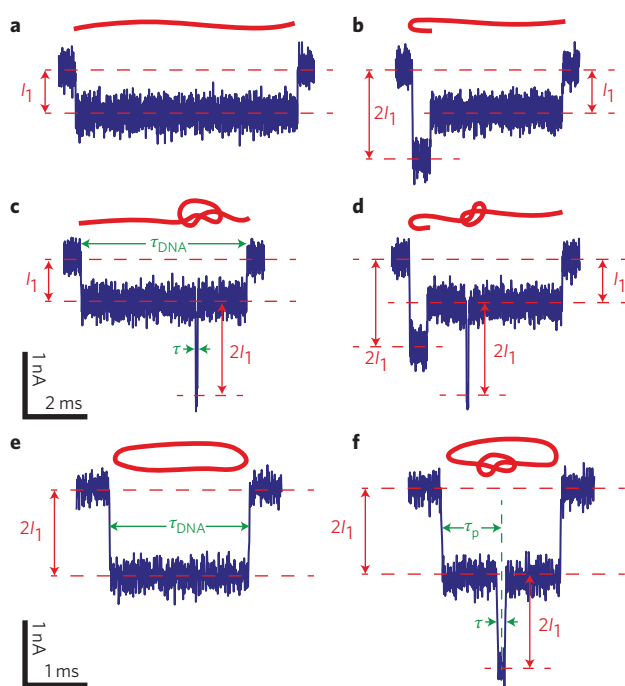 a
b
I₁
2I₁
I₁
c
d
τDNA
I₁
τ
2I₁
2I₁
2I₁
I₁
1 nA
2 ms
e
f
2I₁
τDNA
2I₁
τp
τ
2I₁
1 nA
1 ms